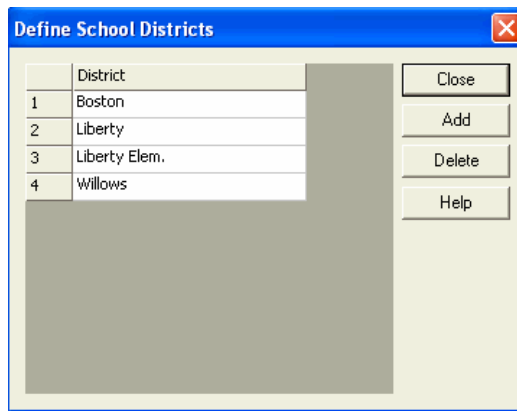 Define School Districts
District
1 Boston
2 Liberty
3 Liberty Elem.
4 Willows
Close
Add
Delete
Help